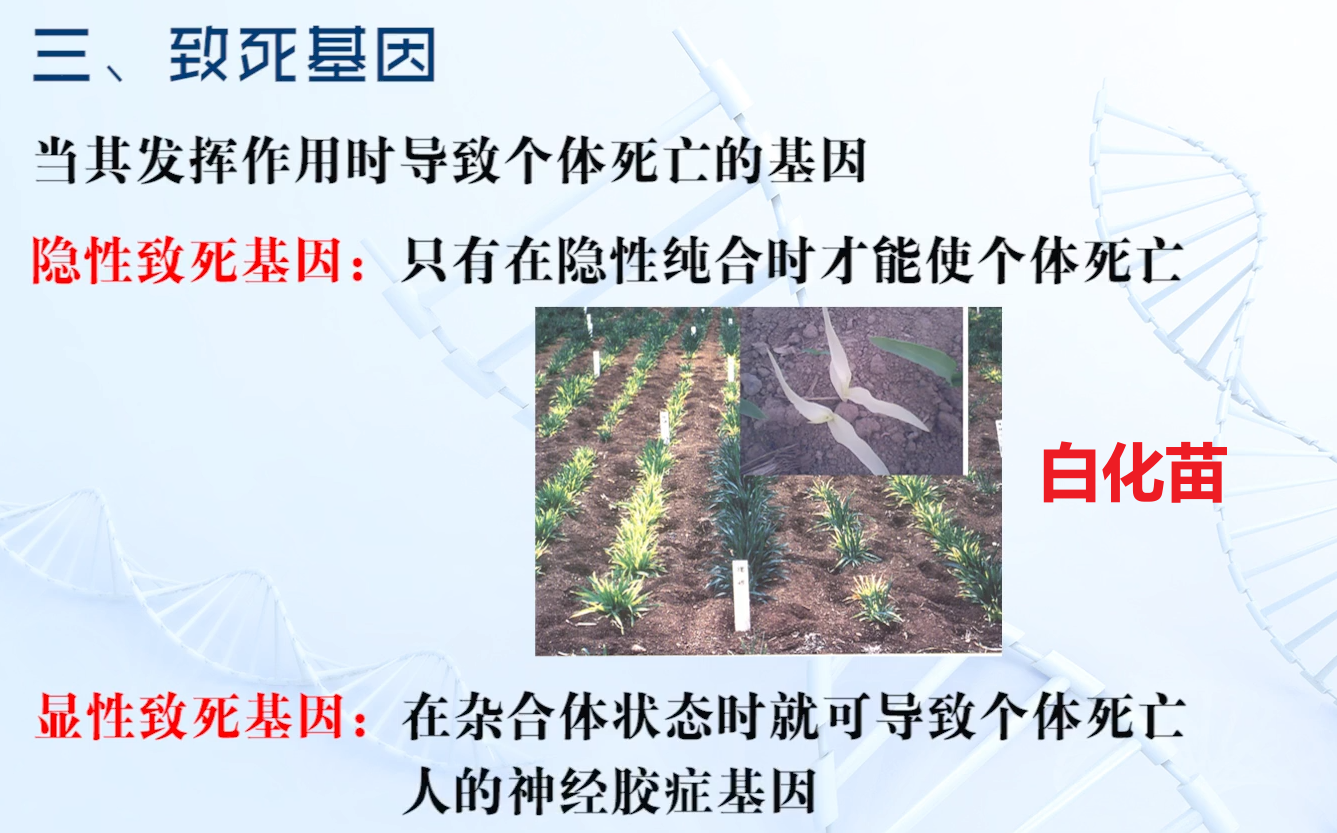 三、致死基因
当其发挥作用时导致个体死亡的基因
隐性致死基因：只有在隐性纯合时才能使个体死亡
白化苗
显性致死基因：在杂合体状态时就可导致个体死亡
人的神经胶症基因